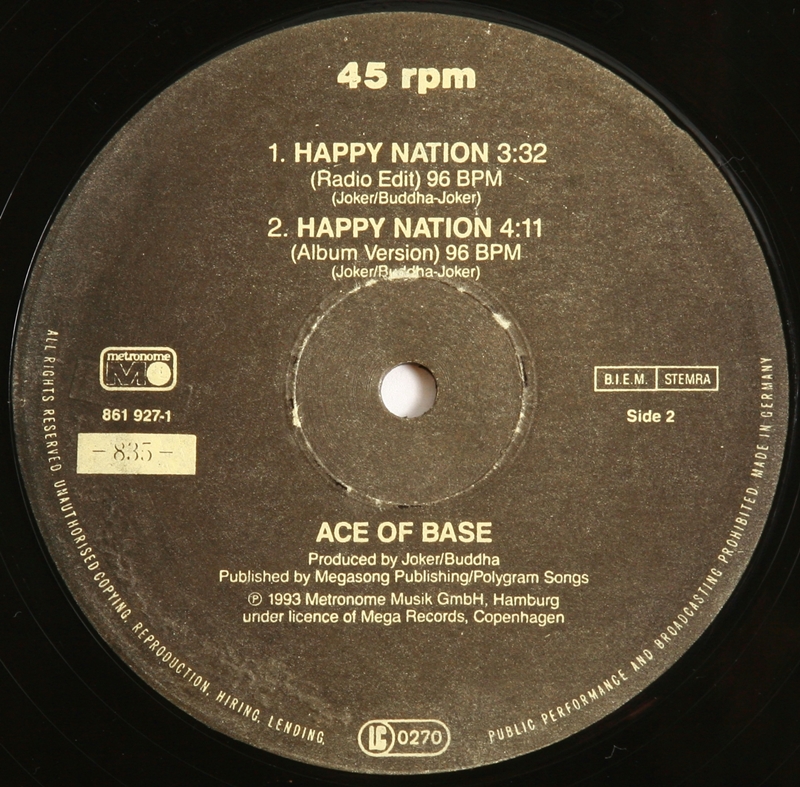 45 rpm
1. HAPPY NATION 3:32
(Radio Edit) 96 BPM
(Joker/Buddha-Joker)
2. HAPPY NATION 4:11
(Album Version) 96 BPM
(Joker/Buddha-Joker)
metronome
M
861 927-1
- 835 -
B.I.E.M. STEMRA
Side 2
ACE OF BASE
Produced by Joker/Buddha
Published by Megasong Publishing/Polygram Songs
℗ 1993 Metronome Musik GmbH, Hamburg
under licence of Mega Records, Copenhagen
LC 0270
ALL RIGHTS RESERVED. UNAUTHORISED COPYING, REPRODUCTION, HIRING, LENDING, PUBLIC PERFORMANCE AND BROADCASTING PROHIBITED MADE IN GERMANY